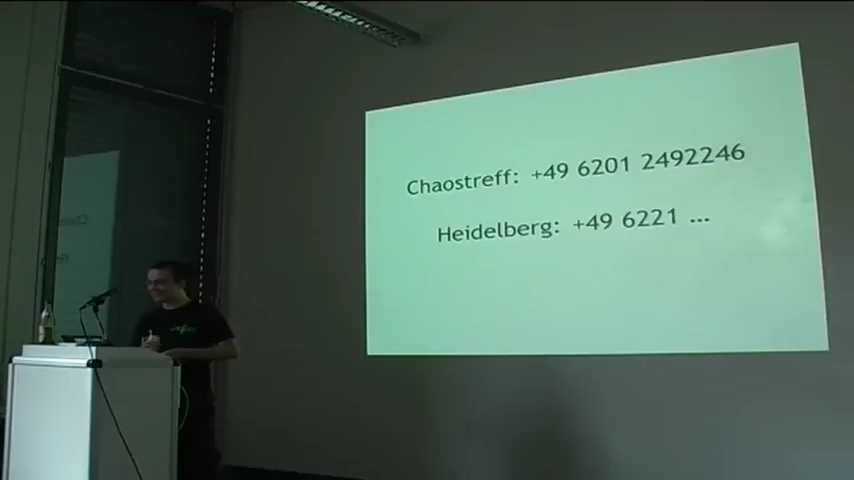 Chaostreff: +49 6201 2492246
Heidelberg: +49 6221 ...